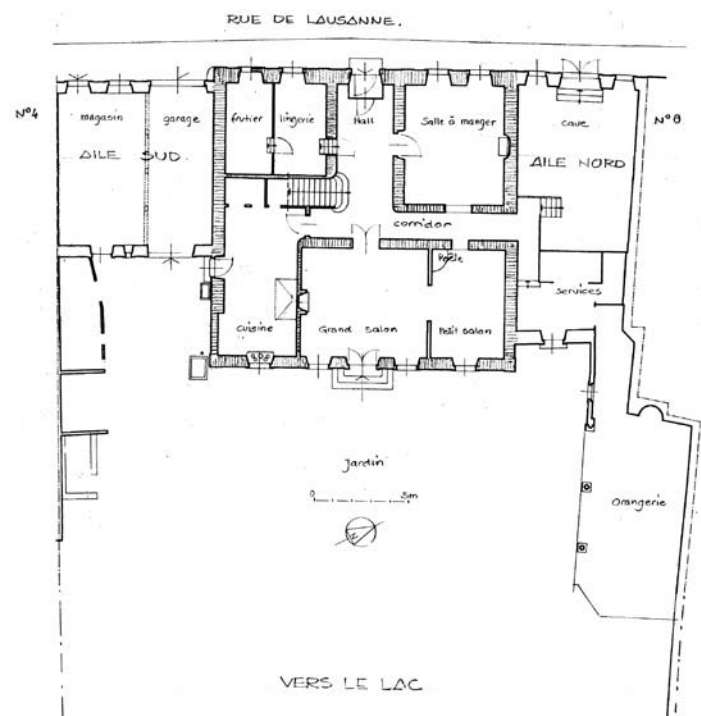 RUE DE LAUSANNE.
N°4
magasin
garage
frutier
lingerie
Hall
Salle à manger
cave
N°8
AILE SUD
AILE NORD
corridor
Poêle
Services
Cuisine
Grand salon
Petit salon
Jardin
0 5m
Orangerie
N
VERS LE LAC